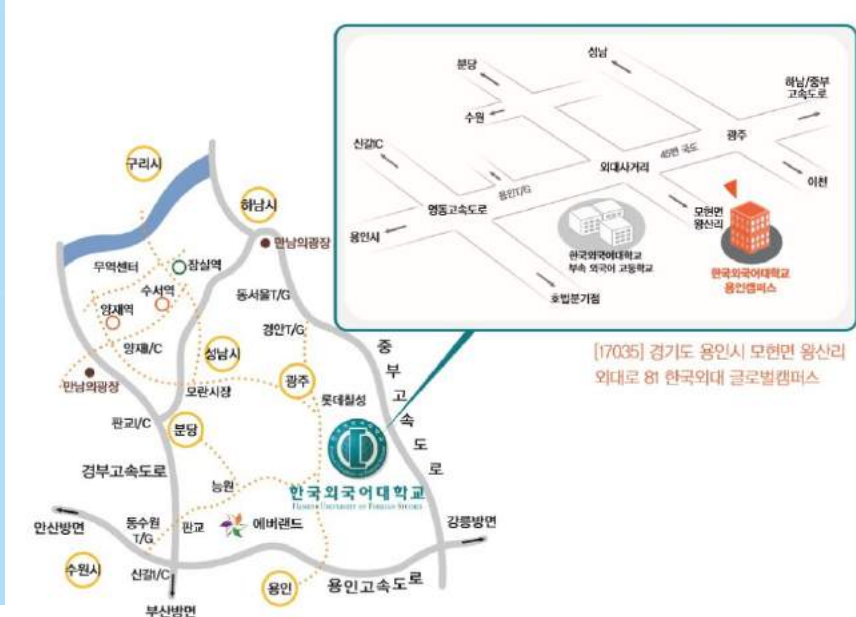 성남
분당
하남/중부
고속도로
수원
신갈IC
광주
45번 국도
외대사거리
이천
용인T/G
모현면
왕산리
영동고속도로
용인시
한국외국어대학교
부속 외국어 고등학교
한국외국어대학교
용인캠퍼스
호법분기점
[17035] 경기도 용인시 모현면 왕산리
외대로 81 한국외대 글로벌캠퍼스
구리시
하남시
만남의광장
무역센터
잠실역
수서역
동서울T/G
양재역
경안T/G
양재I/C
성남시
중부고속도로
만남의광장
모란시장
광주
롯데칠성
판교I/C
분당
경부고속도로
능원
한국외국어대학교
HANKUK UNIVERSITY OF FOREIGN STUDIES
안산방면
동수원
T/G
판교
에버랜드
강릉방면
수원시
신갈I/C
용인
용인고속도로
부산방면